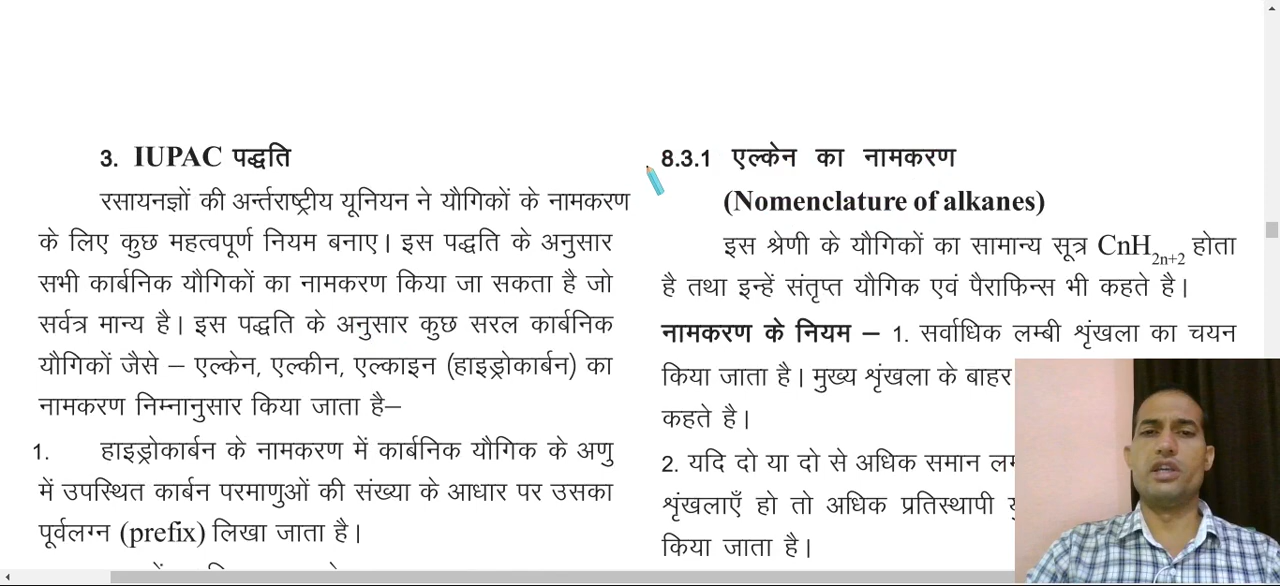 3. IUPAC पद्धति
रसायनज्ञों की अर्न्तराष्ट्रीय यूनियन ने यौगिकों के नामकरण
के लिए कुछ महत्वपूर्ण नियम बनाए। इस पद्धति के अनुसार
सभी कार्बनिक यौगिकों का नामकरण किया जा सकता है जो
सर्वत्र मान्य है। इस पद्धति के अनुसार कुछ सरल कार्बनिक
यौगिकों जैसे – एल्केन, एल्कीन, एल्काइन (हाइड्रोकार्बन) का
नामकरण निम्नानुसार किया जाता है–
1. हाइड्रोकार्बन के नामकरण में कार्बनिक यौगिक के अणु
में उपस्थित कार्बन परमाणुओं की संख्या के आधार पर उसका
पूर्वलग्न (prefix) लिखा जाता है।
8.3.1 एल्केन का नामकरण
(Nomenclature of alkanes)
इस श्रेणी के यौगिकों का सामान्य सूत्र CnH2n+2 होता
है तथा इन्हें संतृप्त यौगिक एवं पैराफिन्स भी कहते है।
नामकरण के नियम – 1. सर्वाधिक लम्बी शृंखला का चयन
किया जाता है। मुख्य शृंखला के बाहर
कहते है।
2. यदि दो या दो से अधिक समान
शृंखलाएँ हो तो अधिक प्रतिस्थापी
किया जाता है।